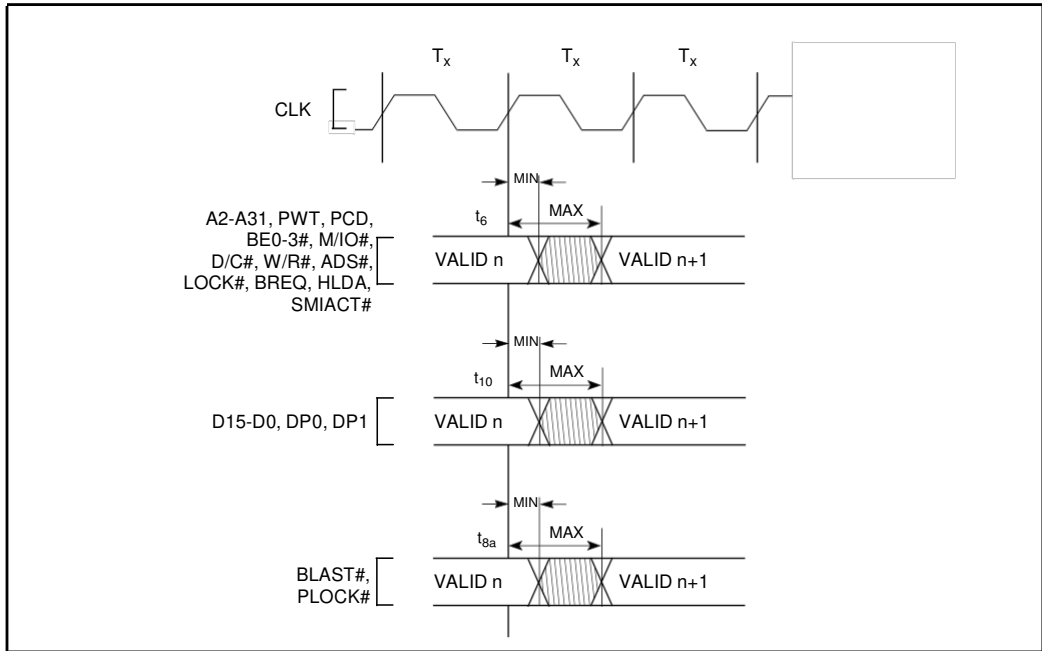 Tx Tx Tx
CLK
MIN
t6 MAX
A2-A31, PWT, PCD,
BE0-3#, M/IO#,
D/C#, W/R#, ADS#,
LOCK#, BREQ, HLDA,
SMIACT#
VALID n VALID n+1
MIN
t10 MAX
D15-D0, DP0, DP1
VALID n VALID n+1
MIN
t8a MAX
BLAST#,
PLOCK#
VALID n VALID n+1